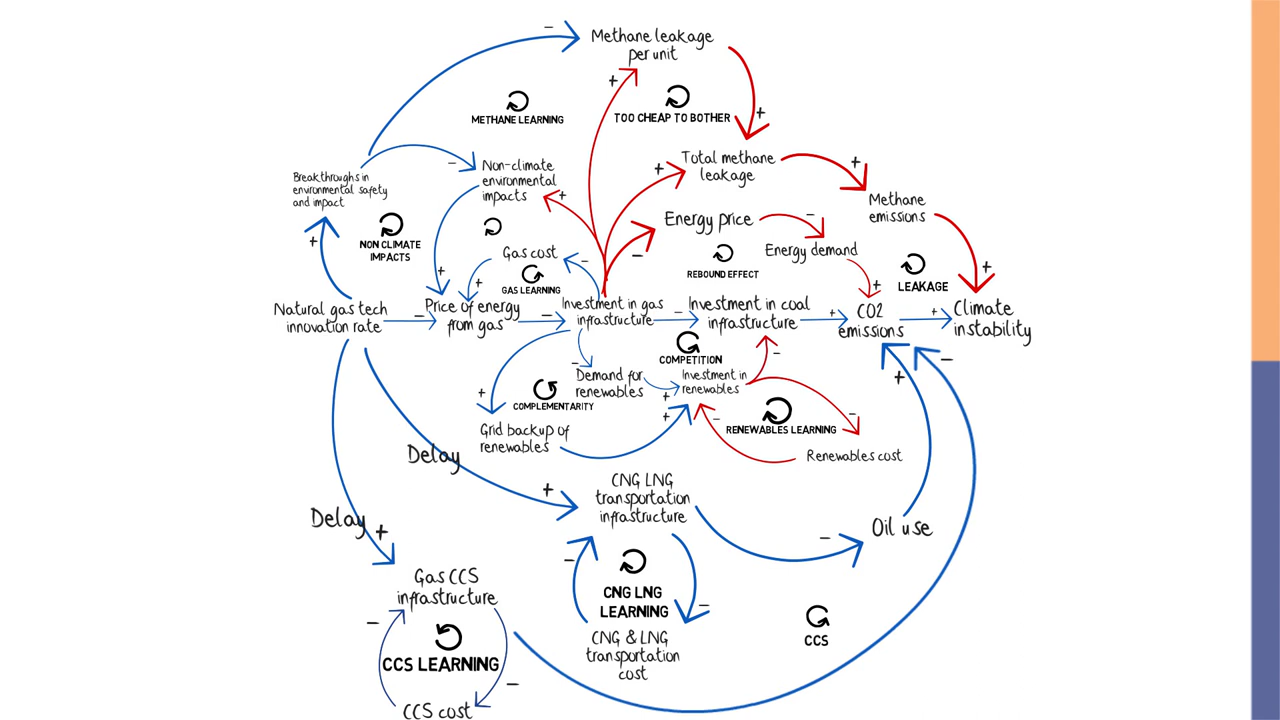 Methane leakage
per unit
METHANE LEARNING
TOO CHEAP TO BOTHER
Total methane
leakage
Breakthroughs in
environmental safety
and impact
Non-climate
environmental
impacts
Methane
emissions
Energy price
NON CLIMATE
IMPACTS
Gas cost
Energy demand
REBOUND EFFECT
GAS LEARNING
LEAKAGE
Natural gas tech
innovation rate
Price of energy
from gas
Investment in gas
infrastructure
Investment in coal
infrastructure
CO2
emissions
Climate
instability
COMPETITION
Demand for
renewables
Investment in
renewables
COMPLEMENTARITY
Grid backup of
renewables
RENEWABLES LEARNING
Renewables cost
Delay
CNG LNG
transportation
infrastructure
Delay
Oil use
Gas CCS
infrastructure
CNG LNG
LEARNING
CCS
CNG & LNG
transportation
cost
CCS LEARNING
CCS cost